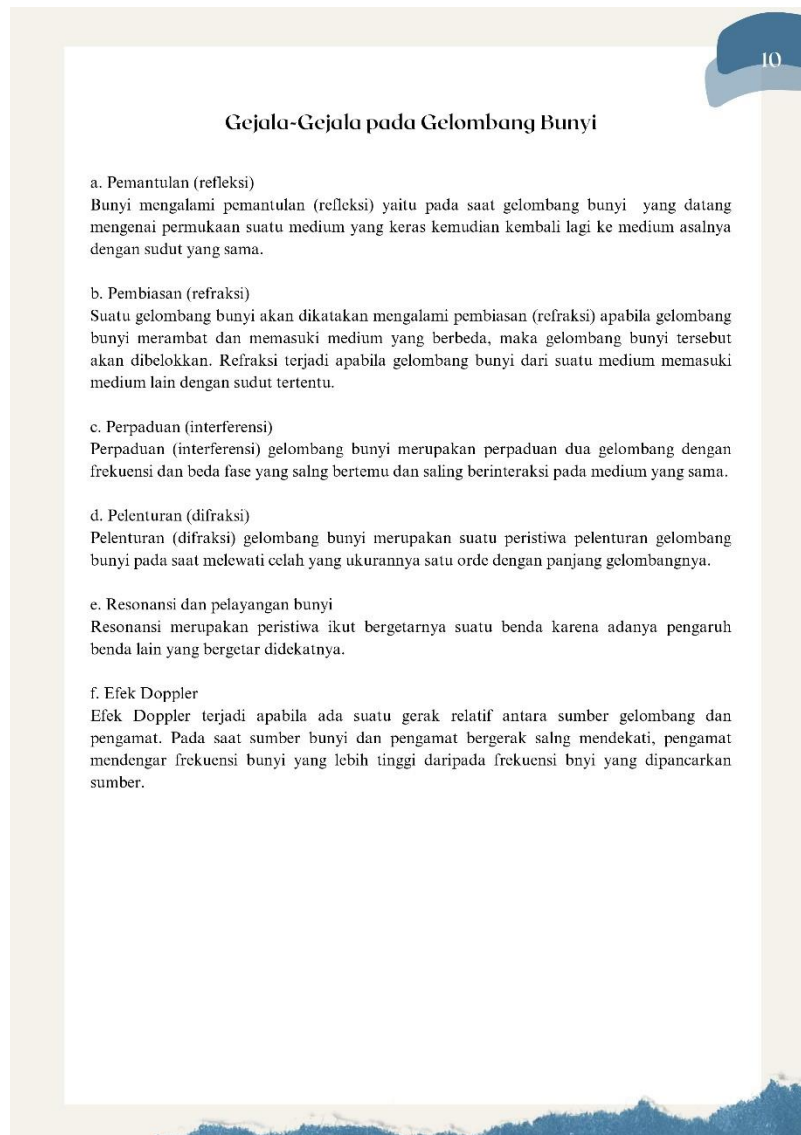 10
Gejala-Gejala pada Gelombang Bunyi
a. Pemantulan (refleksi)
Bunyi mengalami pemantulan (refleksi) yaitu pada saat gelombang bunyi yang datang
mengenai permukaan suatu medium yang keras kemudian kembali lagi ke medium asalnya
dengan sudut yang sama.
b. Pembiasan (refraksi)
Suatu gelombang bunyi akan dikatakan mengalami pembiasan (refraksi) apabila gelombang
bunyi merambat dan memasuki medium yang berbeda, maka gelombang bunyi tersebut
akan dibelokkan. Refraksi terjadi apabila gelombang bunyi dari suatu medium memasuki
medium lain dengan sudut tertentu.
c. Perpaduan (interferensi)
Perpaduan (interferensi) gelombang bunyi merupakan perpaduan dua gelombang dengan
frekuensi dan beda fase yang salng bertemu dan saling berinteraksi pada medium yang sama.
d. Pelenturan (difraksi)
Pelenturan (difraksi) gelombang bunyi merupakan suatu peristiwa pelenturan gelombang
bunyi pada saat melewati celah yang ukurannya satu orde dengan panjang gelombangnya.
e. Resonansi dan pelayangan bunyi
Resonansi merupakan peristiwa ikut bergetarnya suatu benda karena adanya pengaruh
benda lain yang bergetar didekatnya.
f. Efek Doppler
Efek Doppler terjadi apabila ada suatu gerak relatif antara sumber gelombang dan
pengamat. Pada saat sumber bunyi dan pengamat bergerak salng mendekati, pengamat
mendengar frekuensi bunyi yang lebih tinggi daripada frekuensi bnyi yang dipancarkan
sumber.